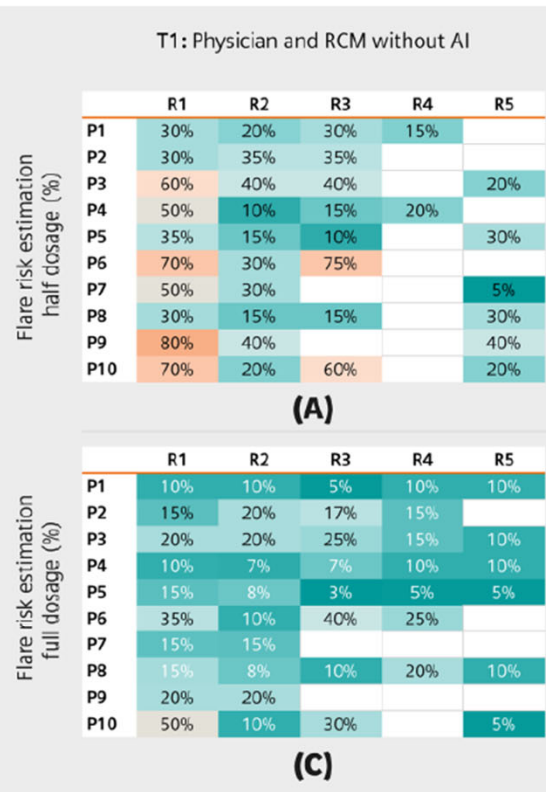 T1: Physician and RCM without AI
Flare risk estimation
half dosage (%)
R1 R2 R3 R4 R5
P1 30% 20% 30% 15%
P2 30% 35% 35%
P3 60% 40% 40% 20%
P4 50% 10% 15% 20%
P5 35% 15% 10% 30%
P6 70% 30% 75%
P7 50% 30% 5%
P8 30% 15% 15% 30%
P9 80% 40% 40%
P10 70% 20% 60% 20%
(A)
Flare risk estimation
full dosage (%)
R1 R2 R3 R4 R5
P1 10% 10% 5% 10% 10%
P2 15% 20% 17% 15%
P3 20% 20% 25% 15% 10%
P4 10% 7% 7% 10% 10%
P5 15% 8% 3% 5% 5%
P6 35% 10% 40% 25%
P7 15% 15%
P8 15% 8% 10% 20% 10%
P9 20% 20%
P10 50% 10% 30% 5%
(C)